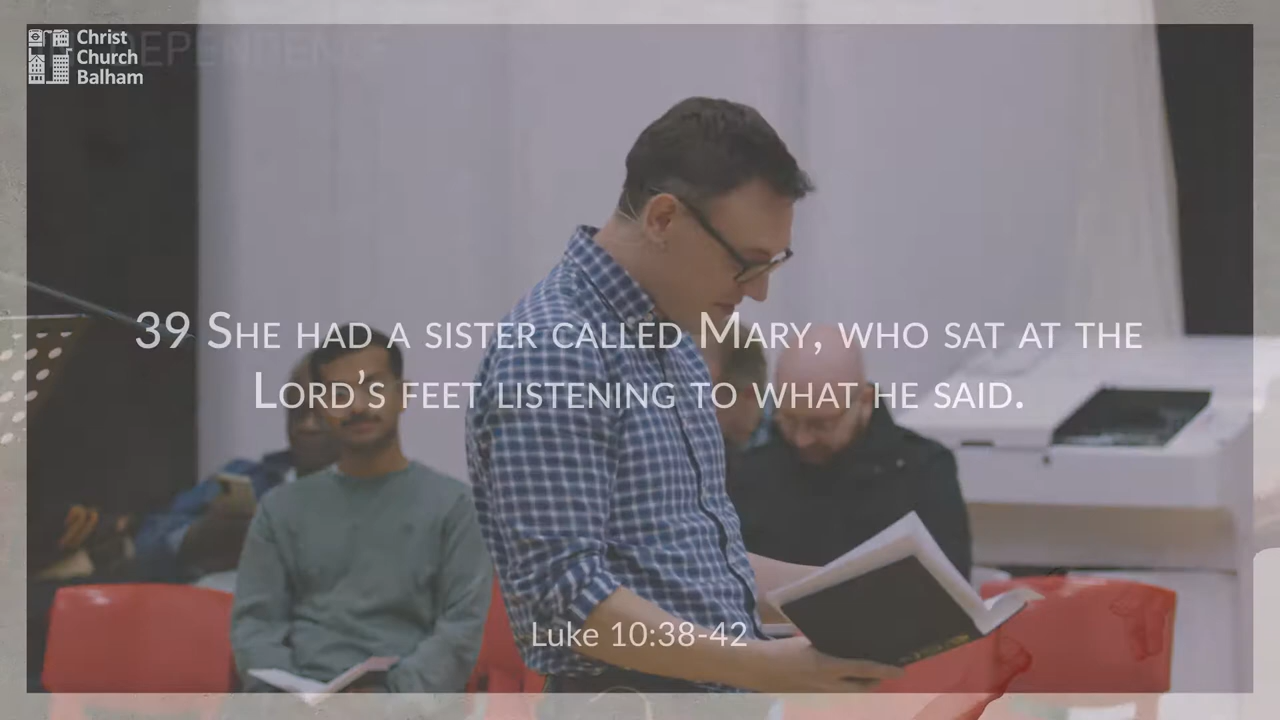 Christ
Church
Balham
39 She had a sister called Mary, who sat at the
Lord’s feet listening to what he said.
Luke 10:38-42